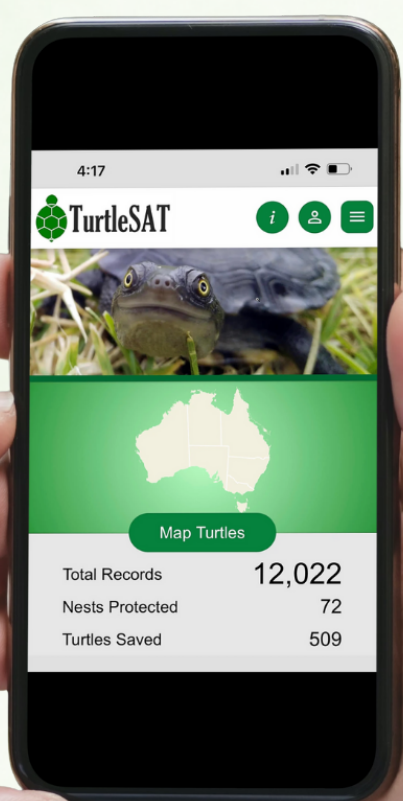 4:17
TurtleSAT
i
Map Turtles
Total Records 12,022
Nests Protected 72
Turtles Saved 509